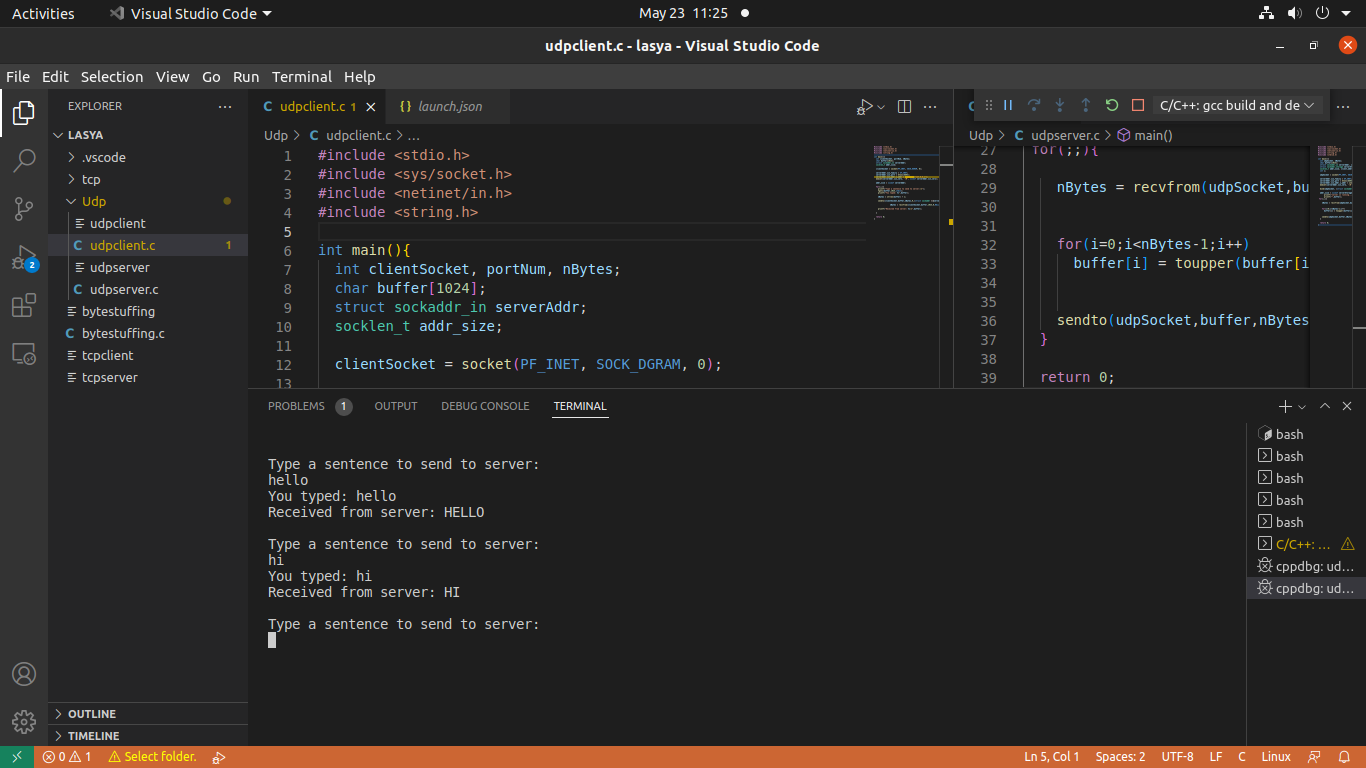 Activities Visual Studio Code May 23 11:25
udpclient.c - lasya - Visual Studio Code
File Edit Selection View Go Run Terminal Help
EXPLORER
LASYA
.vscode
tcp
Udp
udpclient
udpclient.c 1
udpserver
udpserver.c
bytestuffing
bytestuffing.c
tcpclient
tcpserver
OUTLINE
TIMELINE
2
udpclient.c 1 launch.json
Udp > udpclient.c > ...
1 #include <stdio.h>
2 #include <sys/socket.h>
3 #include <netinet/in.h>
4 #include <string.h>
5
6 int main(){
7 int clientSocket, portNum, nBytes;
8 char buffer[1024];
9 struct sockaddr_in serverAddr;
10 socklen_t addr_size;
11
12 clientSocket = socket(PF_INET, SOCK_DGRAM, 0);
13
C/C++: gcc build and de
Udp > udpserver.c > main()
27 for(;;){
28
29 nBytes = recvfrom(udpSocket,bu
30
31
32 for(i=0;i<nBytes-1;i++)
33 buffer[i] = toupper(buffer[i
34
35
36 sendto(udpSocket,buffer,nBytes
37 }
38
39 return 0;
PROBLEMS 1 OUTPUT DEBUG CONSOLE TERMINAL
Type a sentence to send to server:
hello
You typed: hello
Received from server: HELLO
Type a sentence to send to server:
hi
You typed: hi
Received from server: HI
Type a sentence to send to server:
bash
bash
bash
bash
bash
C/C++: ...
cppdbg: ud...
cppdbg: ud...
0 1 Select folder. Ln 5, Col 1 Spaces: 2 UTF-8 LF C Linux